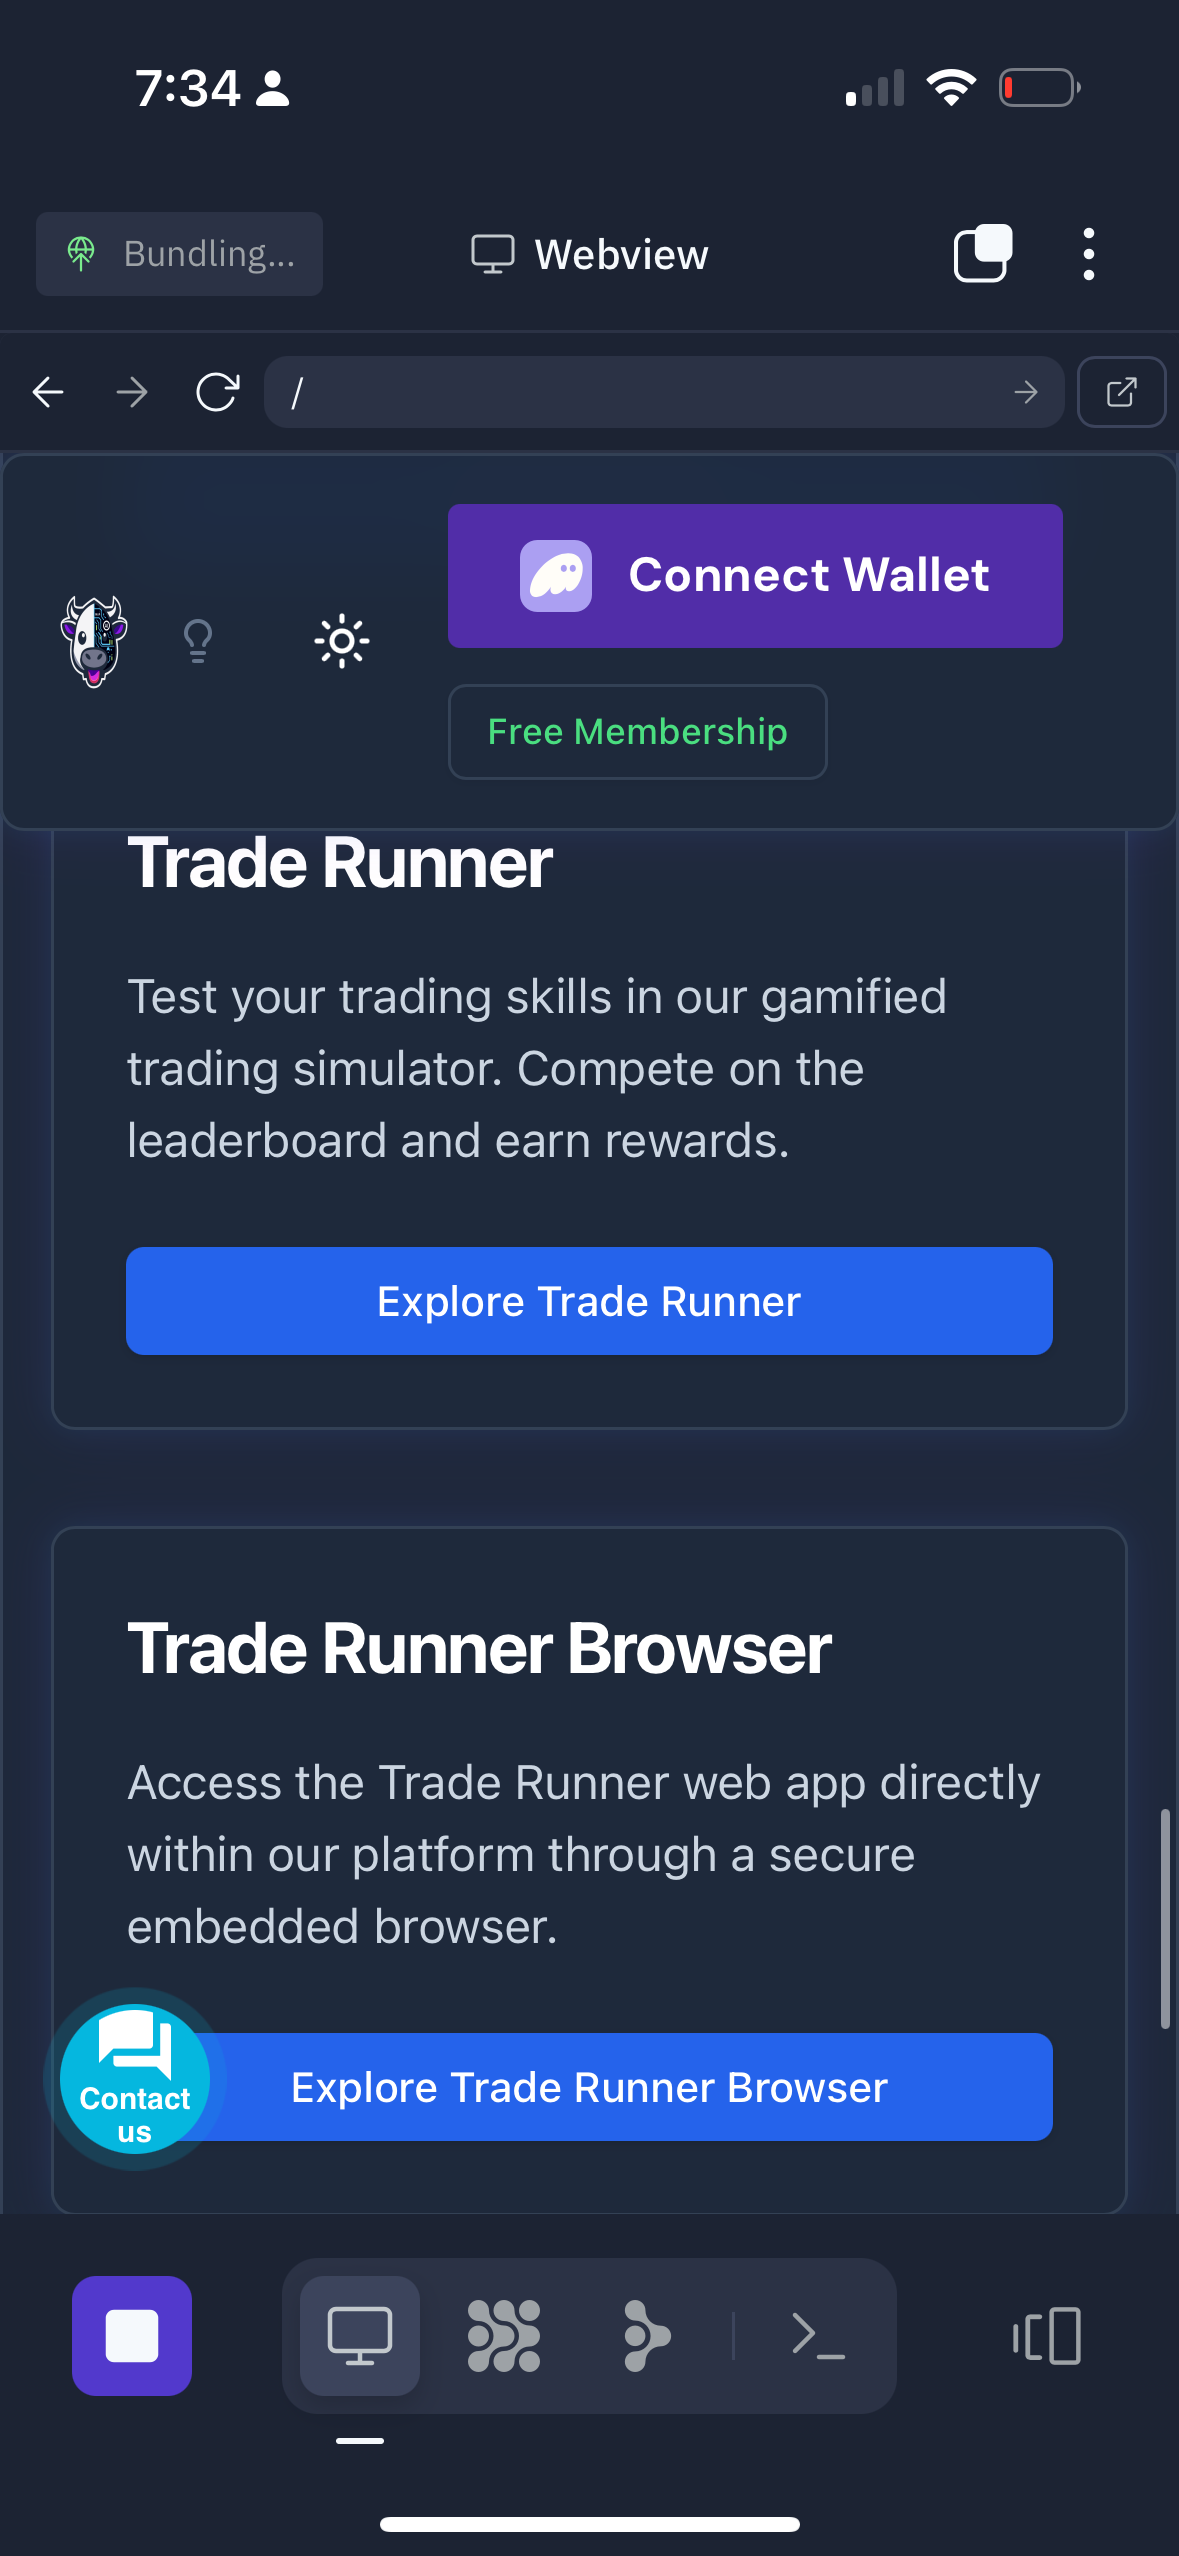 7:34
Bundling...
Webview
/
Connect Wallet
Free Membership
Trade Runner
Test your trading skills in our gamified
trading simulator. Compete on the
leaderboard and earn rewards.
Explore Trade Runner
Trade Runner Browser
Access the Trade Runner web app directly
within our platform through a secure
embedded browser.
Contact
us
Explore Trade Runner Browser